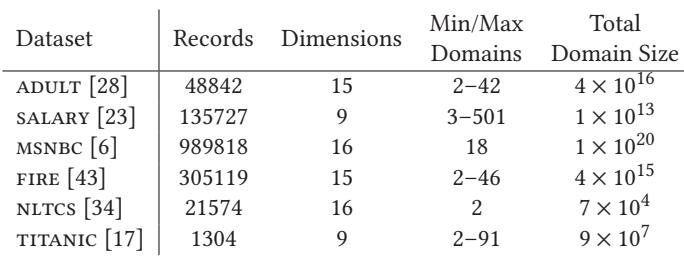 Dataset Records Dimensions Min/Max Domains Total Domain Size
ADULT [28] 48842 15 2–42 4 × 10^16
SALARY [23] 135727 9 3–501 1 × 10^13
MSNBC [6] 989818 16 18 1 × 10^20
FIRE [43] 305119 15 2–46 4 × 10^15
NLTCS [34] 21574 16 2 7 × 10^4
TITANIC [17] 1304 9 2–91 9 × 10^7